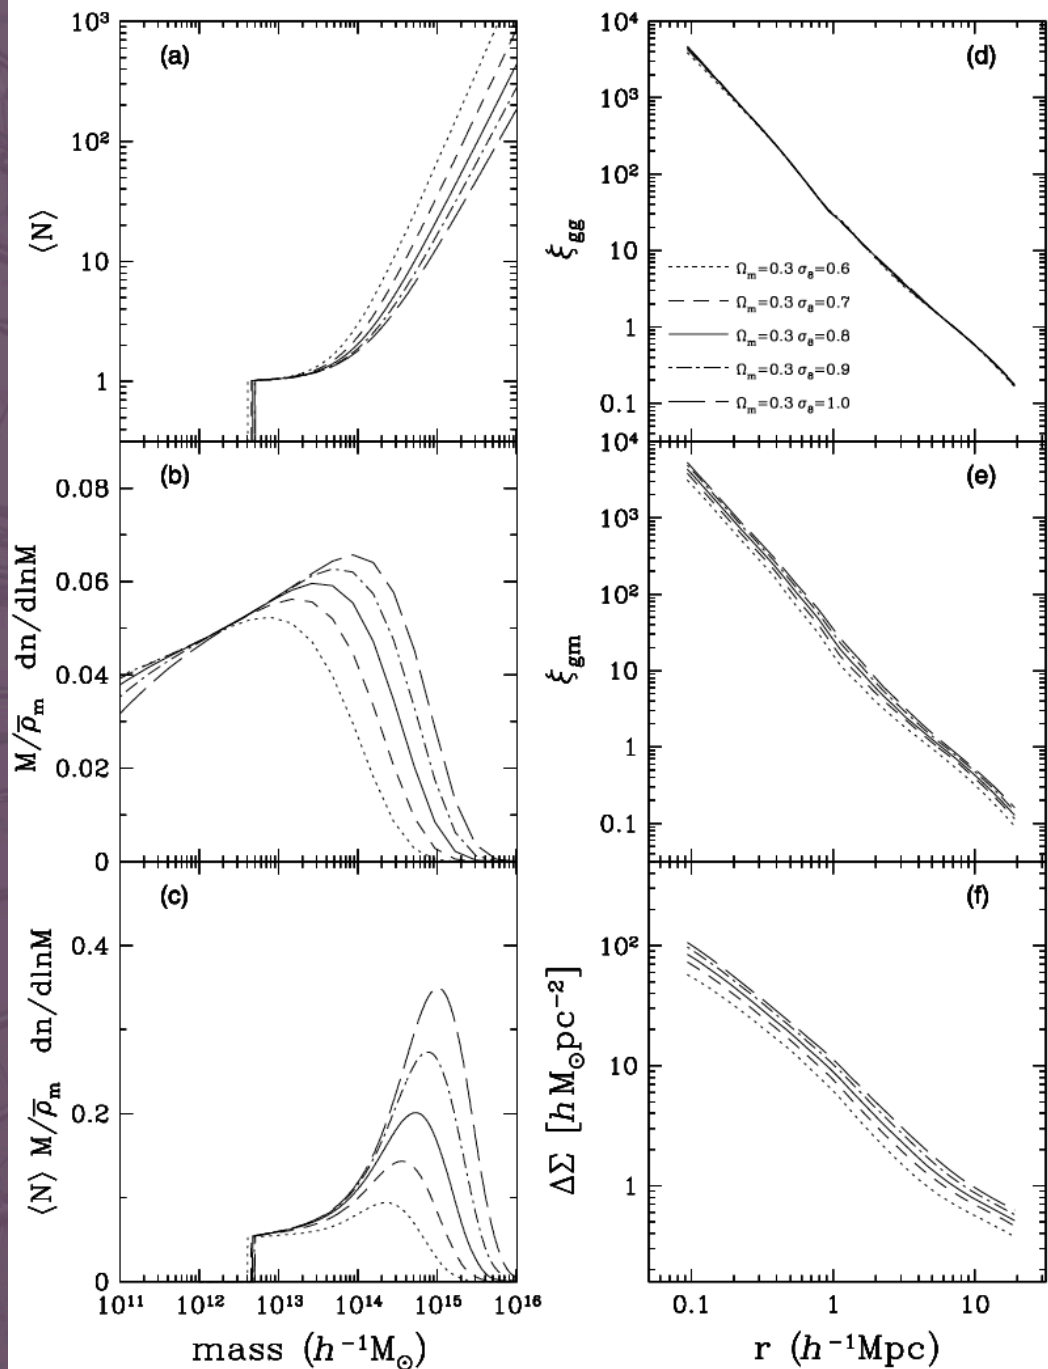 (a)
10³
10²
10
1
⟨N⟩
(b)
0.08
0.06
0.04
0.02
0
M/ρ̄ₘ dn/dlnM
(c)
0.4
0.2
0
⟨N⟩ M/ρ̄ₘ dn/dlnM
10¹¹ 10¹² 10¹³ 10¹⁴ 10¹⁵ 10¹⁶
mass (h⁻¹M☉)
(d)
10⁴
10³
10²
10
1
0.1
ξgg
Ωₘ=0.3 σ₈=0.6
Ωₘ=0.3 σ₈=0.7
Ωₘ=0.3 σ₈=0.8
Ωₘ=0.3 σ₈=0.9
Ωₘ=0.3 σ₈=1.0
(e)
10⁴
10³
10²
10
1
0.1
ξgm
(f)
10²
10
1
ΔΣ [hM☉pc⁻²]
0.1 1 10
r (h⁻¹Mpc)